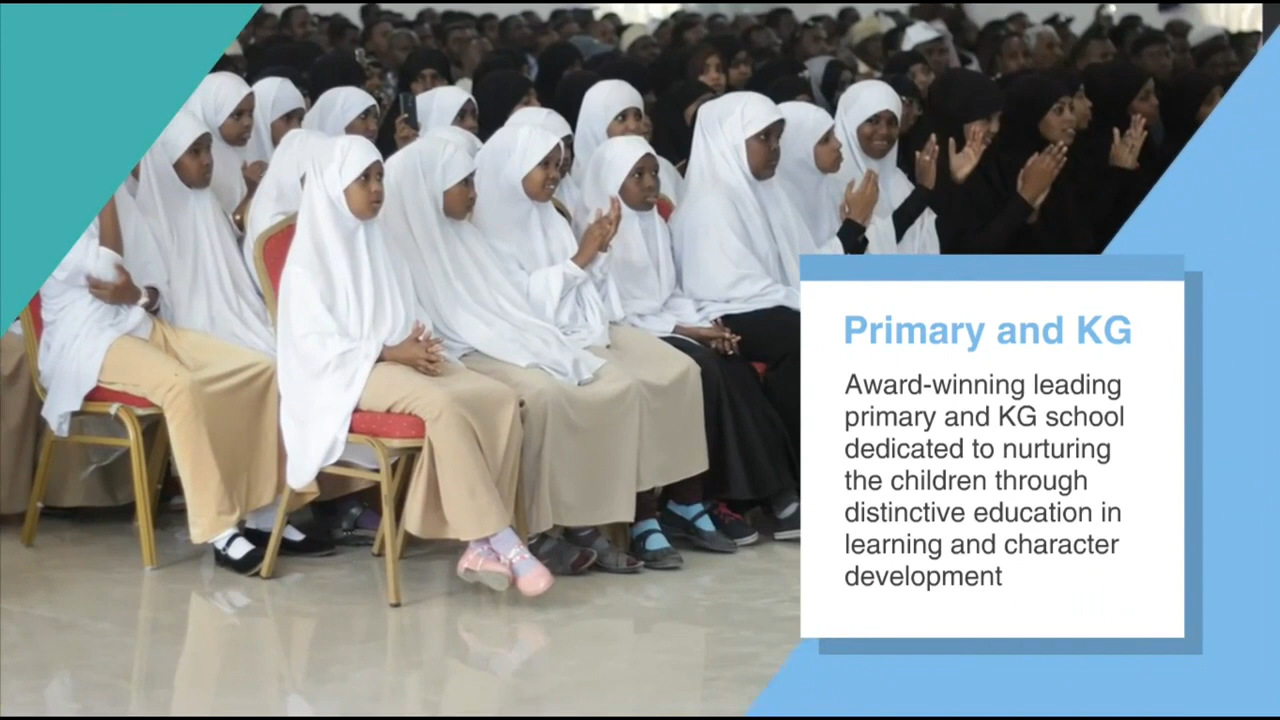 Primary and KG
Award-winning leading
primary and KG school
dedicated to nurturing
the children through
distinctive education in
learning and character
development